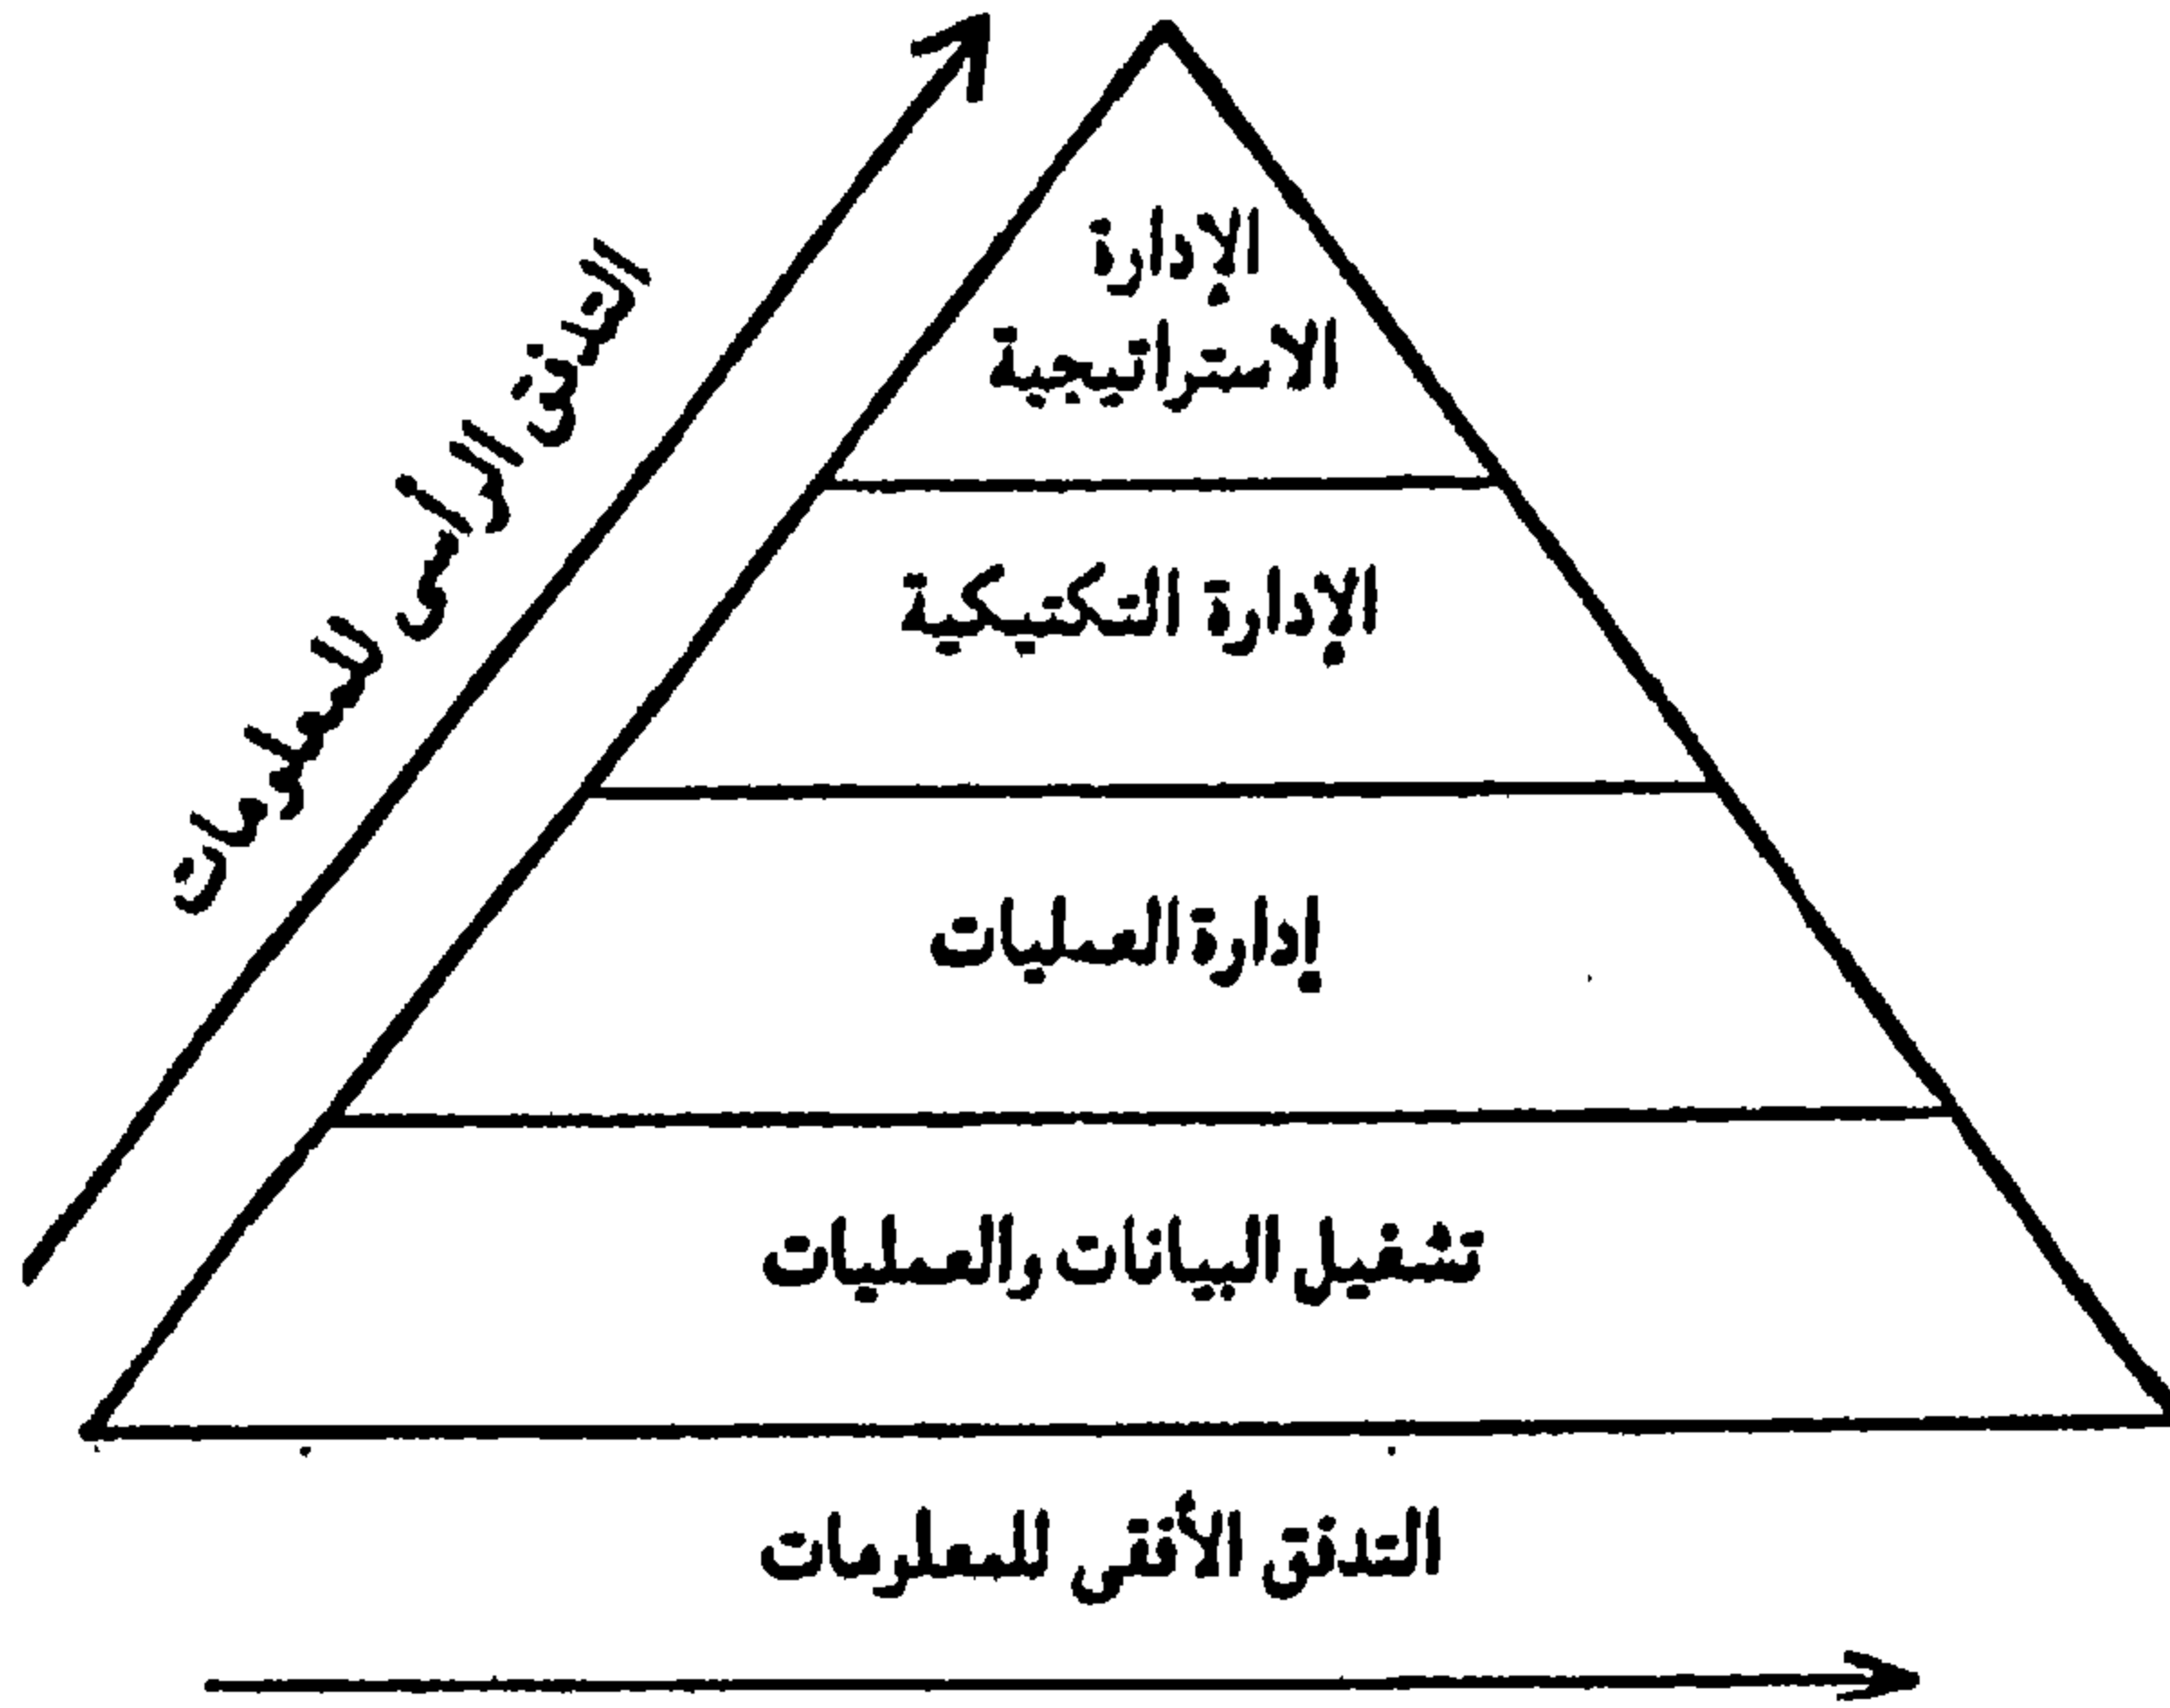 الإدارة
الاستراتيجية
الإدارة التكتيكية
إدارة العمليات
تشغيل البيانات والعمليات
التدفق الرأسى للمعلومات
التدفق الأفقى للمعلومات